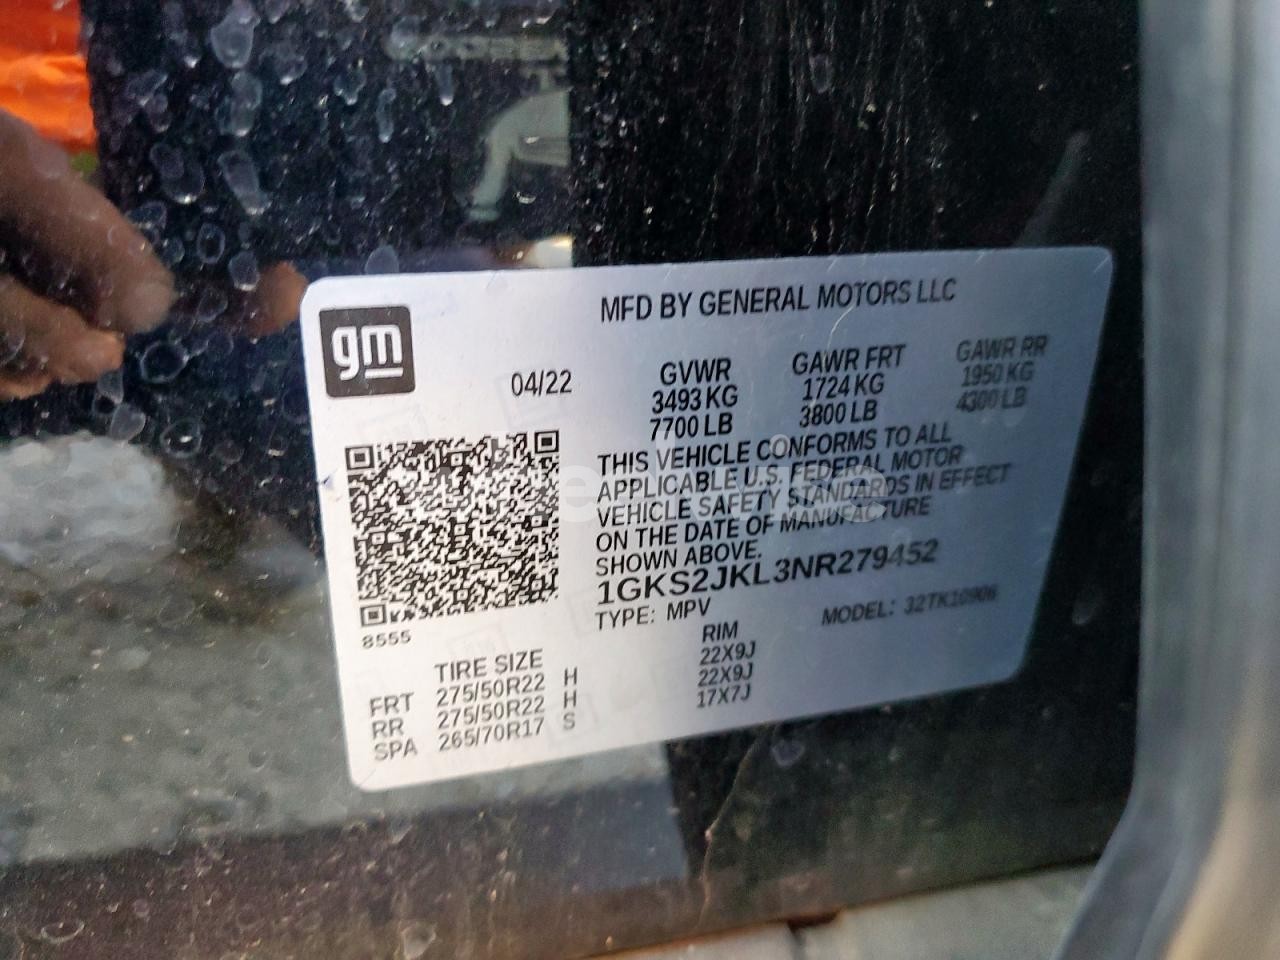 gm
MFD BY GENERAL MOTORS LLC
04/22
GVWR GAWR FRT GAWR RR
3493 KG 1724 KG 1950 KG
7700 LB 3800 LB 4300 LB
THIS VEHICLE CONFORMS TO ALL
APPLICABLE U.S. FEDERAL MOTOR
VEHICLE SAFETY STANDARDS IN EFFECT
ON THE DATE OF MANUFACTURE
SHOWN ABOVE.
1GKS2JKL3NR279452
TYPE: MPV MODEL: 32TK10906
8555
TIRE SIZE RIM
FRT 275/50R22 H 22X9J
RR 275/50R22 H 22X9J
SPA 265/70R17 S 17X7J